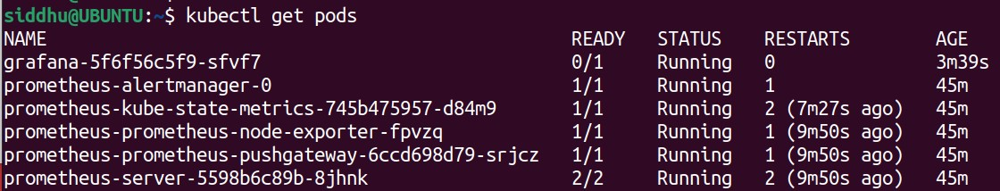 siddhu@UBUNTU:~$ kubectl get pods
NAME READY STATUS RESTARTS AGE
grafana-5f6f56c5f9-sfvf7 0/1 Running 0 3m39s
prometheus-alertmanager-0 1/1 Running 1 45m
prometheus-kube-state-metrics-745b475957-d84m9 1/1 Running 2 (7m27s ago) 45m
prometheus-prometheus-node-exporter-fpvzq 1/1 Running 1 (9m50s ago) 45m
prometheus-prometheus-pushgateway-6ccd698d79-srjcz 1/1 Running 1 (9m50s ago) 45m
prometheus-server-5598b6c89b-8jhnk 2/2 Running 2 (9m50s ago) 45m